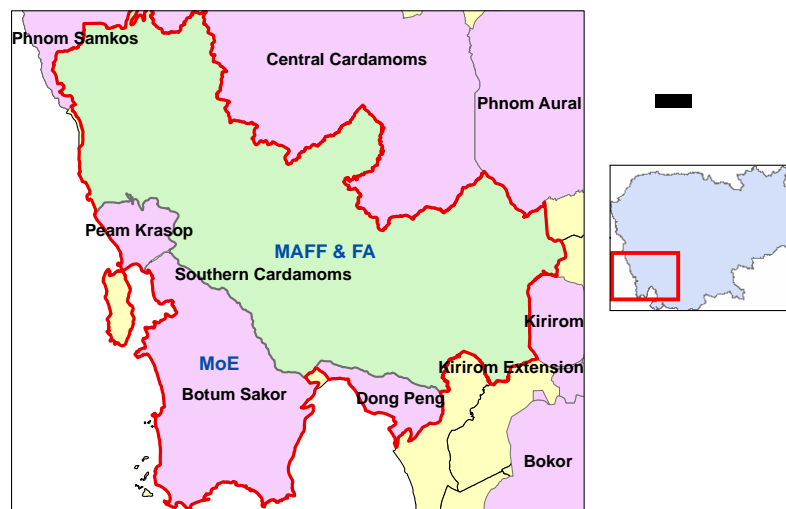 Phnom Samkos
Central Cardamoms
Phnom Aural
Peam Krasop
MAFF & FA
Southern Cardamoms
Kirirom
MoE
Kirirom Extension
Botum Sakor
Dong Peng
Bokor